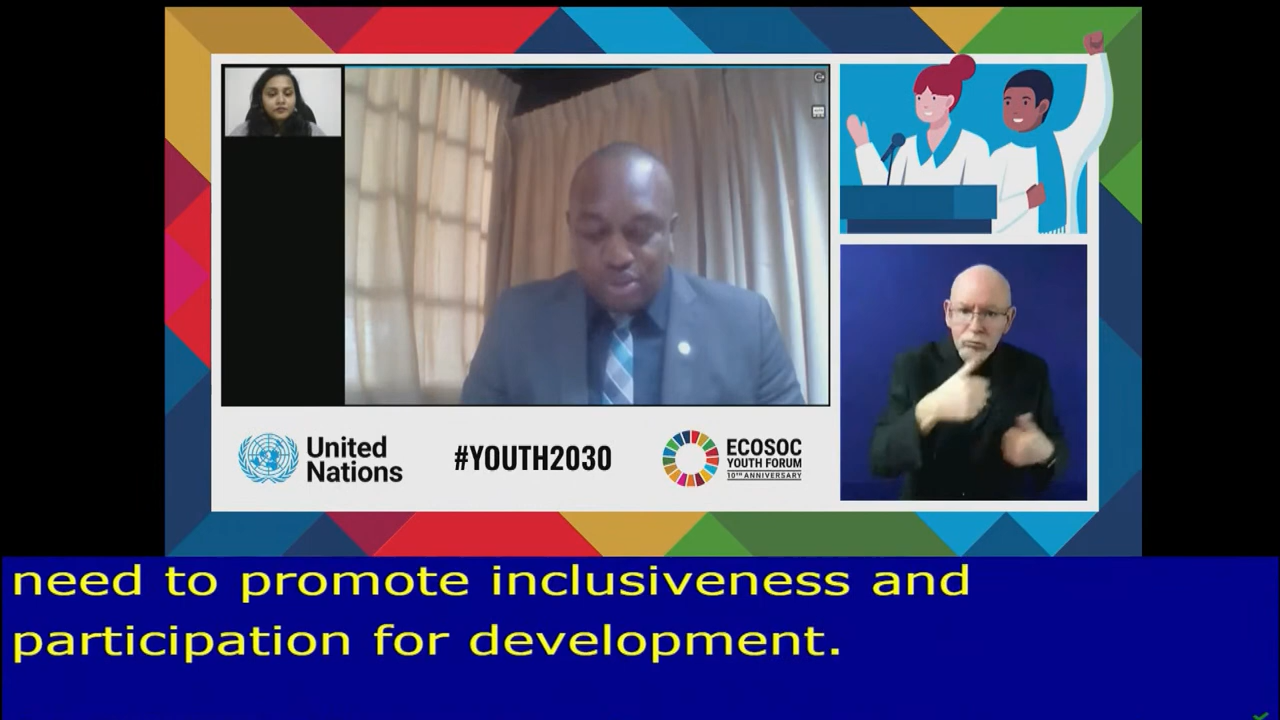 United
Nations
#YOUTH2030
ECOSOC
YOUTH FORUM
10TH ANNIVERSARY
need to promote inclusiveness and
participation for development.